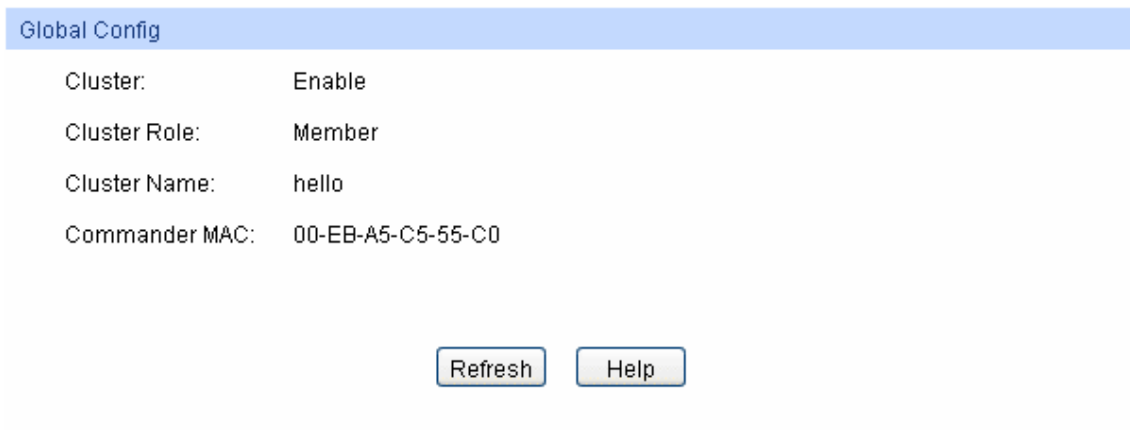 Global Config
Cluster: Enable
Cluster Role: Member
Cluster Name: hello
Commander MAC: 00-EB-A5-C5-55-C0
Refresh Help